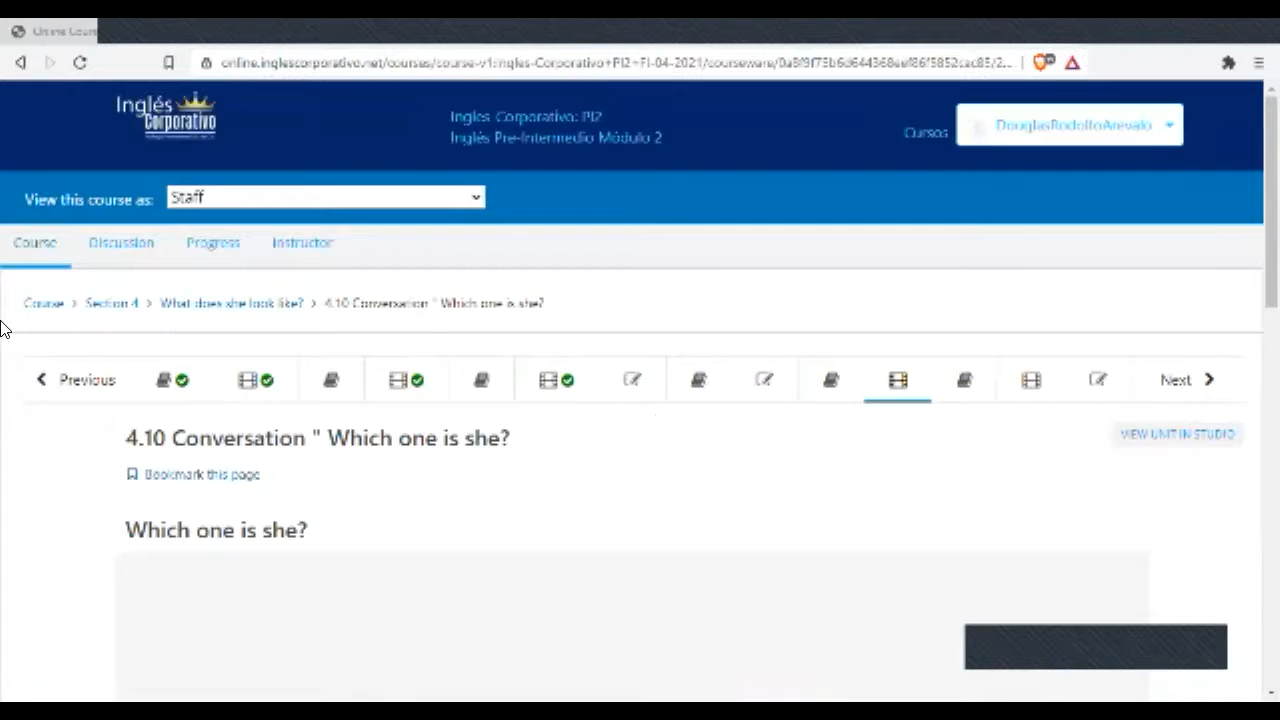 Online Cours
online.inglescorporativo.net/courses/course-v1:Ingles-Corporativo+PI2+PI-04-2021/courseware/
Inglés
Corporativo
Ingles Corporativo: PI2
Inglés Pre-Intermedio Módulo 2
Cursos
DouglasRodolfoArevalo
View this course as:
Staff
Course
Discussion
Progress
Instructor
Course > Section 4 > What does she look like? > 4.10 Conversation " Which one is she?
Previous
Next
4.10 Conversation " Which one is she?
VIEW UNIT IN STUDIO
Bookmark this page
Which one is she?